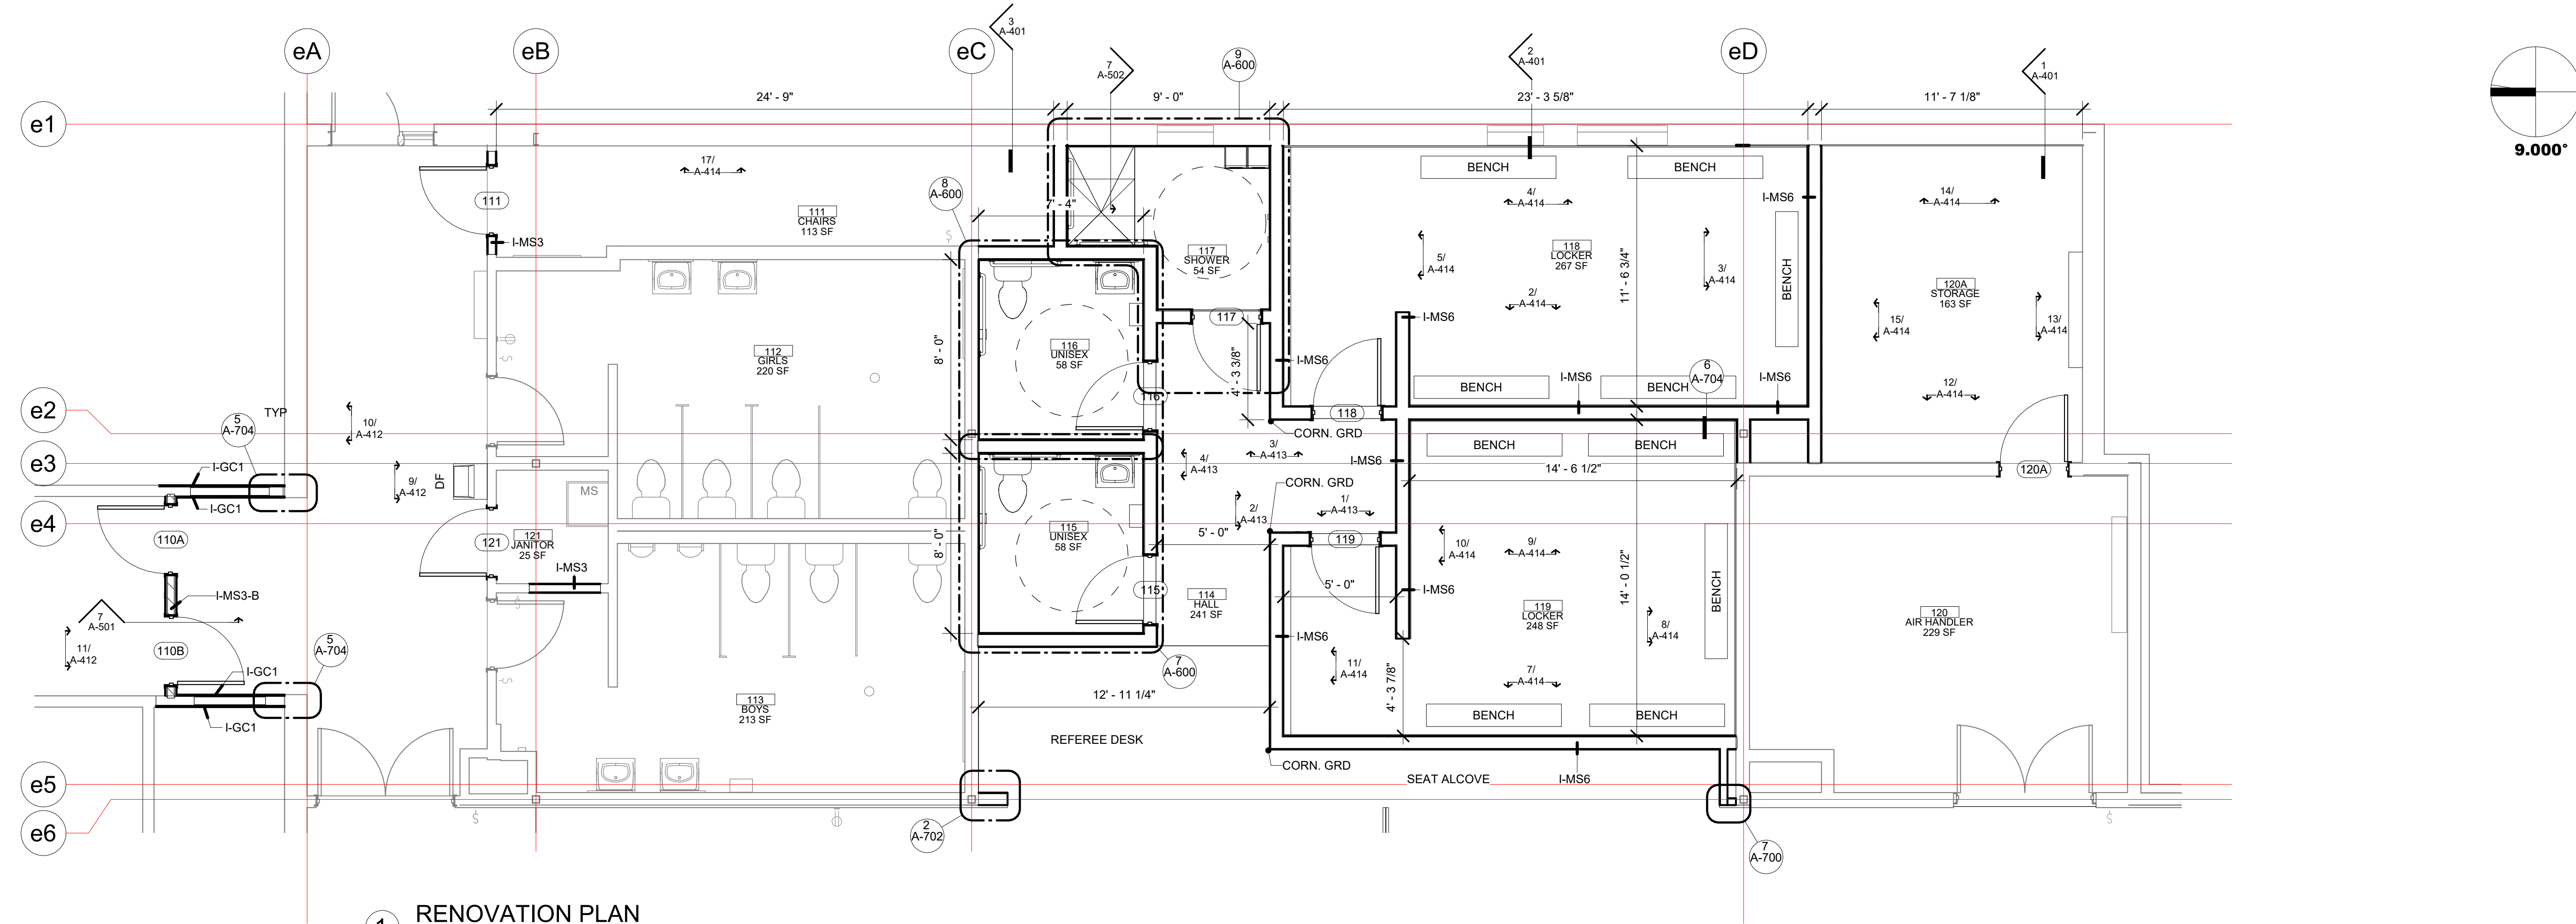 3
A-401
7
A-502
9
A-600
2
A-401
1
A-401
eA
eB
eC
eD
24' - 9"
9' - 0"
23' - 3 5/8"
11' - 7 1/8"
9.000°
e1
17/
A-414
111
8
A-600
7' - 4"
111
CHAIRS
113 SF
I-MS3
BENCH
BENCH
I-MS6
4/
A-414
14/
A-414
117
SHOWER
54 SF
118
LOCKER
267 SF
5/
A-414
3/
A-414
11' - 6 3/4"
BENCH
2/
A-414
120A
STORAGE
163 SF
15/
A-414
13/
A-414
117
I-MS6
112
GIRLS
220 SF
8' - 0"
116
UNISEX
58 SF
4' - 3 3/8"
I-MS6
BENCH
I-MS6
BENCH
6
A-704
I-MS6
12/
A-414
e2
TYP
5
A-704
10/
A-412
116
118
CORN. GRD
e3
I-GC1
I-GC1
9/
A-412
DF
MS
4/
A-413
3/
A-413
I-MS6
BENCH
BENCH
14' - 6 1/2"
120A
CORN. GRD
2/
A-413
1/
A-413
e4
110A
121
121
JANITOR
25 SF
8' - 0"
115
UNISEX
58 SF
5' - 0"
119
10/
A-414
9/
A-414
I-MS3
I-MS3-B
5' - 0"
I-MS6
14' - 0 1/2"
BENCH
115
114
HALL
241 SF
119
LOCKER
248 SF
8/
A-414
120
AIR HANDLER
229 SF
7
A-501
11/
A-412
110B
5
A-704
I-GC1
I-GC1
I-MS6
11/
A-414
4' - 3 7/8"
7/
A-414
7
A-600
113
BOYS
213 SF
12' - 11 1/4"
BENCH
BENCH
REFEREE DESK
CORN. GRD
SEAT ALCOVE
I-MS6
e5
e6
2
A-702
7
A-700
1
RENOVATION PLAN